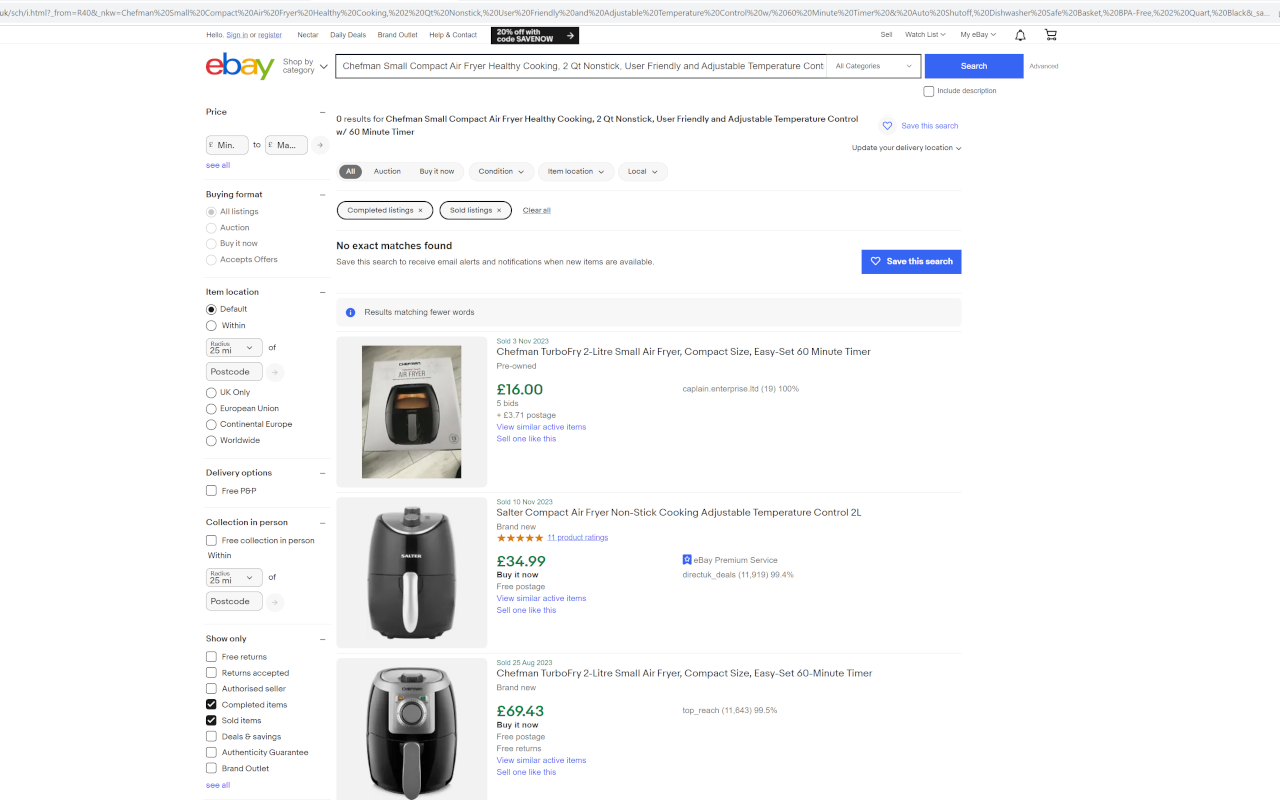 uk/sch/i.html?_from=R40&_nkw=Chefman%20Small%20Compact%20Air%20Fryer%20Healthy%20Cooking,%202%20Qt%20Nonstick,%20User%20Friendly%20and%20Adjustable%20Temperature%20Control%20w/%2060%20Minute%20Timer%20&%20Auto%20Shutoff,%20Dishwasher%20Safe%20Basket,%20BPA-Free,%202%20Quart,%20Black&_sa...
Hello. Sign in or register
Nectar
Daily Deals
Brand Outlet
Help & Contact
20% off with
code SAVENOW
Sell
Watch List
My eBay
ebay
Shop by
category
Chefman Small Compact Air Fryer Healthy Cooking, 2 Qt Nonstick, User Friendly and Adjustable Temperature Cont
All Categories
Search
Advanced
Include description
Price
£ Min. to £ Ma...
see all
Buying format
All listings
Auction
Buy it now
Accepts Offers
Item location
Default
Within
Radius
25 mi
of
Postcode
UK Only
European Union
Continental Europe
Worldwide
Delivery options
Free P&P
Collection in person
Free collection in person
Within
Radius
25 mi
of
Postcode
Show only
Free returns
Returns accepted
Authorised seller
Completed items
Sold items
Deals & savings
Authenticity Guarantee
Brand Outlet
see all
0 results for Chefman Small Compact Air Fryer Healthy Cooking, 2 Qt Nonstick, User Friendly and Adjustable Temperature Control
w/ 60 Minute Timer
Save this search
Update your delivery location
All
Auction
Buy it now
Condition
Item location
Local
Completed listings ×
Sold listings ×
Clear all
No exact matches found
Save this search to receive email alerts and notifications when new items are available.
Save this search
Results matching fewer words
CHEFMAN
AIR FRYER
Sold 3 Nov 2023
Chefman TurboFry 2-Litre Small Air Fryer, Compact Size, Easy-Set 60 Minute Timer
Pre-owned
£16.00
captain.enterprise.ltd (19) 100%
5 bids
+ £3.71 postage
View similar active items
Sell one like this
SALTER
Sold 10 Nov 2023
Salter Compact Air Fryer Non-Stick Cooking Adjustable Temperature Control 2L
Brand new
11 product ratings
£34.99
eBay Premium Service
Buy it now
directuk_deals (11,919) 99.4%
Free postage
View similar active items
Sell one like this
CHEFMAN
Sold 25 Aug 2023
Chefman TurboFry 2-Litre Small Air Fryer, Compact Size, Easy-Set 60-Minute Timer
Brand new
£69.43
top_reach (11,643) 99.5%
Buy it now
Free postage
Free returns
View similar active items
Sell one like this